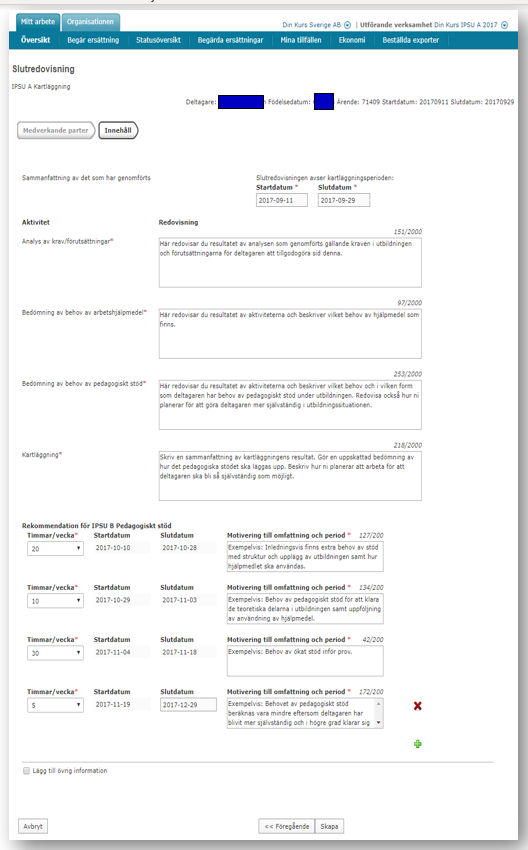 Mitt arbete Organisationen
Din Kurs Sverige AB | Utförande verksamhet Din Kurs IPSU A 2017
Översikt Begär ersättning Statusöversikt Begärda ersättningar Mina tillfällen Ekonomi Beställda exporter
Slutredovisning
IPSU A Kartläggning
Deltagare: Födelsedatum: Ärende: 71409 Startdatum: 20170911 Slutdatum: 20170929
Medverkande parter Innehåll
Sammanfattning av det som har genomförts
Slutredovisningen avser kartläggningsperioden:
Startdatum * Slutdatum *
2017-09-11 2017-09-29
Aktivitet Redovisning
151/2000
Analys av krav/förutsättningar*
Här redovisar du resultatet av analysen som genomförts gällande kraven i utbildningen
och förutsättningarna för deltagaren att tillgodogöra sid denna.
97/2000
Bedömning av behov av arbetshjälpmedel*
Här redovisar du resultatet av aktiviteterna och beskriver vilket behov av hjälpmedel som
finns.
253/2000
Bedömning av behov av pedagogiskt stöd*
Här redovisar du resultatet av aktiviteterna och beskriver vilket behov och i vilken form
som deltagaren har behov av pedagogiskt stöd under utbildningen. Redovisa också hur ni
planerar för att göra deltagaren mer självständig i utbildningssituationen.
218/2000
Kartläggning*
Skriv en sammanfattning av kartläggningens resultat. Gör en uppskattad bedömning av
hur det pedagogiska stödet ska läggas upp. Beskriv hur ni planerar att arbeta för att
deltagaren ska bli så självständig som möjligt.
Rekommendation för IPSU B Pedagogiskt stöd
Timmar/vecka* Startdatum Slutdatum Motivering till omfattning och period * 127/200
20 2017-10-10 2017-10-28
Exempelvis: Inledningsvis finns extra behov av stöd
med struktur och upplägg av utbildningen samt hur
hjälpmedlet ska användas.
Timmar/vecka* Startdatum Slutdatum Motivering till omfattning och period * 134/200
10 2017-10-29 2017-11-03
Exempelvis: Behov av pedagogiskt stöd för att klara
de teoretiska delarna i utbildningen samt uppföljning
av användning av hjälpmedel.
Timmar/vecka* Startdatum Slutdatum Motivering till omfattning och period * 42/200
30 2017-11-04 2017-11-18
Exempelvis: Behov av ökat stöd inför prov.
Timmar/vecka* Startdatum Slutdatum Motivering till omfattning och period * 172/200
5 2017-11-19 2017-12-29
Exempelvis: Behovet av pedagogiskt stöd
beräknas vara mindre eftersom deltagaren har
blivit mer självständig och i högre grad klarar sig
Lägg till övrig information
Avbryt << Föregående Skapa